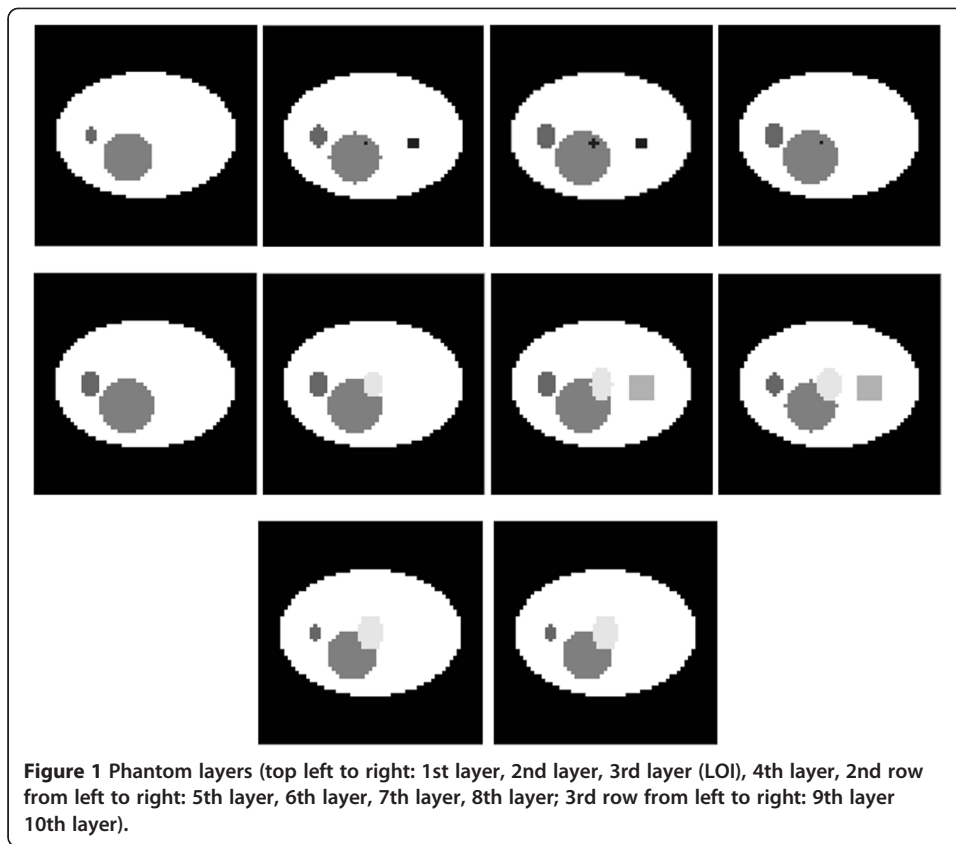 Figure 1 Phantom layers (top left to right: 1st layer, 2nd layer, 3rd layer (LOI), 4th layer, 2nd row
from left to right: 5th layer, 6th layer, 7th layer, 8th layer; 3rd row from left to right: 9th layer
10th layer).